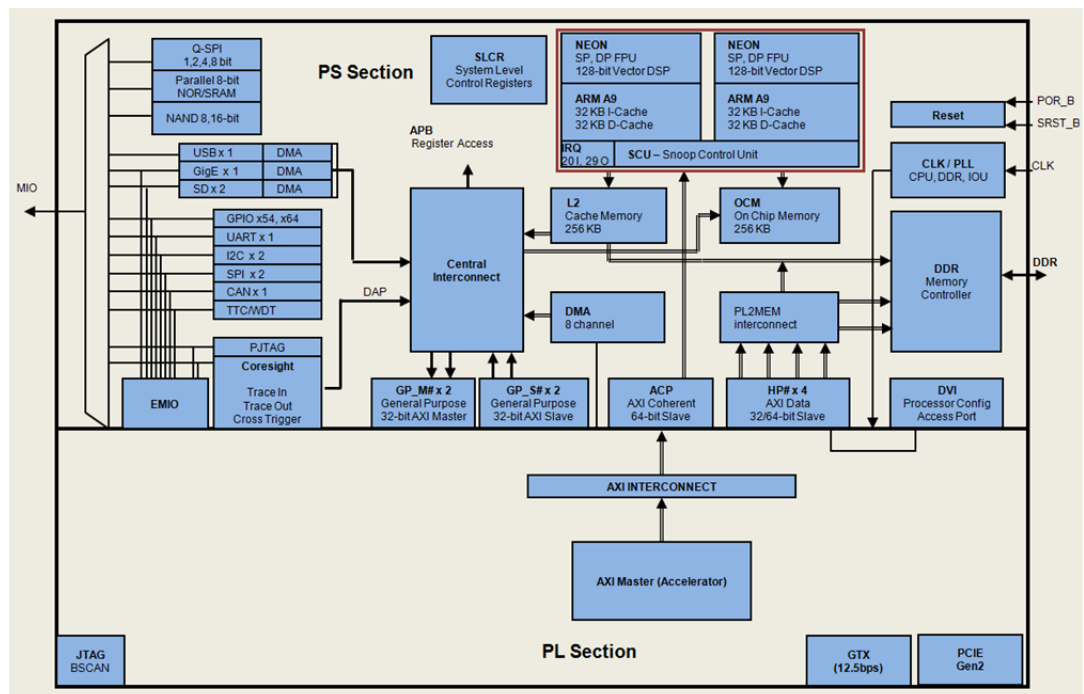 Q-SPI
1,2,4,8 bit
Parallel 8-bit
NOR/SRAM
NAND 8,16-bit
PS Section
SLCR
System Level
Control Registers
NEON
SP, DP FPU
128-bit Vector DSP
ARM A9
32 KB I-Cache
32 KB D-Cache
NEON
SP, DP FPU
128-bit Vector DSP
ARM A9
32 KB I-Cache
32 KB D-Cache
IRQ
20 I, 29 O
SCU – Snoop Control Unit
POR_B
Reset
SRST_B
CLK / PLL
CPU, DDR, IOU
CLK
APB
Register Access
USB x 1
DMA
GigE x 1
DMA
SD x 2
DMA
MIO
GPIO x54, x64
UART x 1
I2C x 2
SPI x 2
CAN x 1
TTC/WDT
L2
Cache Memory
256 KB
OCM
On Chip Memory
256 KB
Central
Interconnect
DDR
Memory
Controller
DDR
DAP
DMA
8 channel
PL2MEM
interconnect
PJTAG
Coresight
Trace In
Trace Out
Cross Trigger
EMIO
GP_M# x 2
General Purpose
32-bit AXI Master
GP_S# x 2
General Purpose
32-bit AXI Slave
ACP
AXI Coherent
64-bit Slave
HP# x 4
AXI Data
32/64-bit Slave
DVI
Processor Config
Access Port
AXI INTERCONNECT
AXI Master (Accelerator)
JTAG
BSCAN
PL Section
GTX
(12.5bps)
PCIE
Gen2